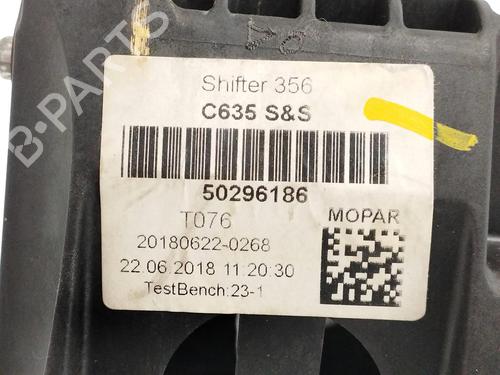 Shifter 356
C635 S&S
50296186
T076
MOPAR
20180622-0268
22.06.2018 11:20:30
TestBench:23-1
B-PARTS